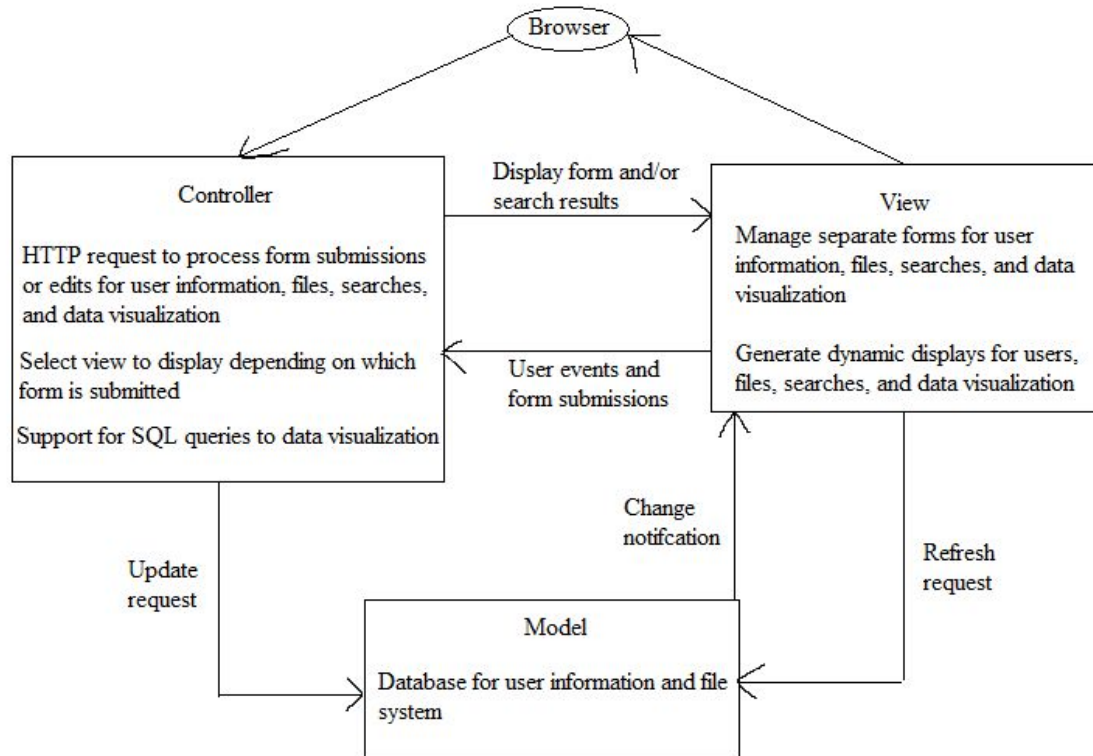 Browser
Controller
HTTP request to process form submissions
or edits for user information, files, searches,
and data visualization
Select view to display depending on which
form is submitted
Support for SQL queries to data visualization
Display form and/or
search results
User events and
form submissions
View
Manage separate forms for user
information, files, searches, and data
visualization
Generate dynamic displays for users,
files, searches, and data visualization
Update
request
Change
notifcation
Refresh
request
Model
Database for user information and file
system